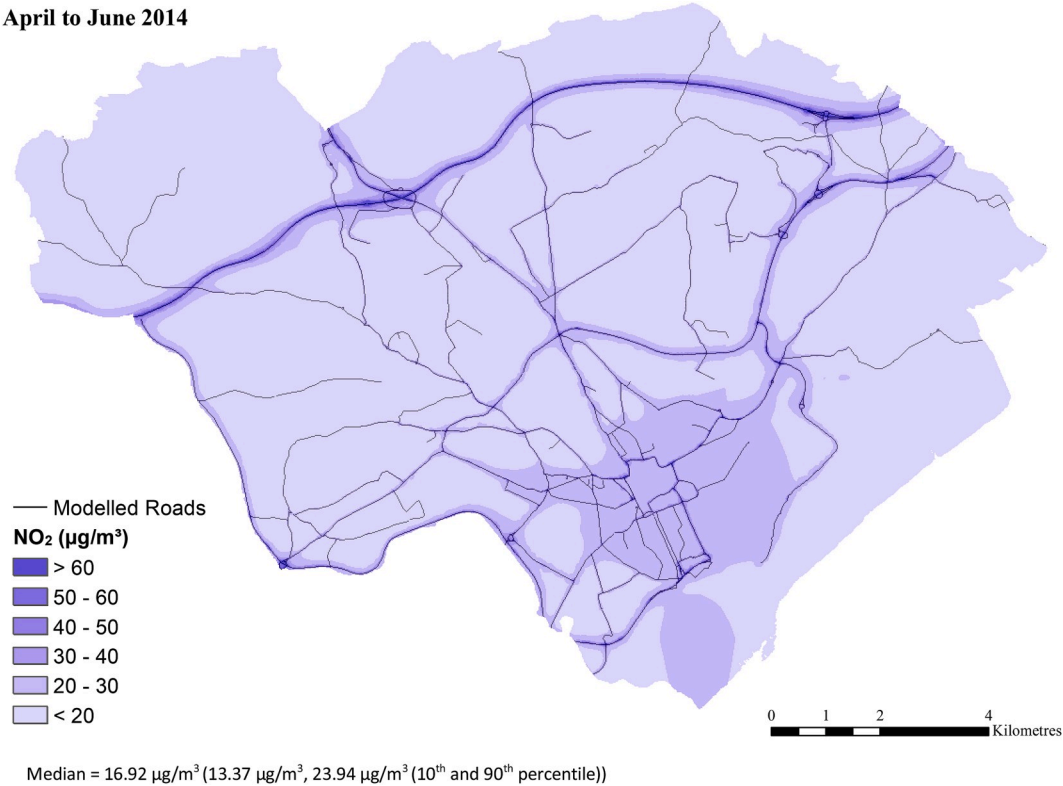 April to June 2014
Modelled Roads
NO₂ (µg/m³)
> 60
50 - 60
40 - 50
30 - 40
20 - 30
< 20
0 1 2 4
Kilometres
Median = 16.92 µg/m³ (13.37 µg/m³, 23.94 µg/m³ (10th and 90th percentile))